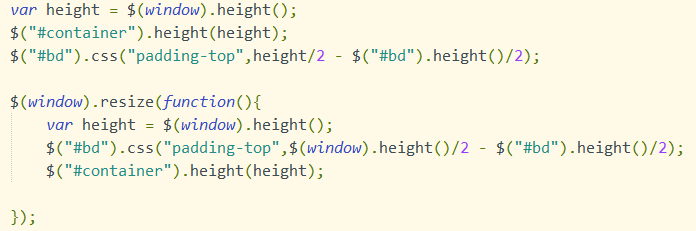 var height = $(window).height();
$("#container").height(height);
$("#bd").css("padding-top",height/2 - $("#bd").height()/2);

$(window).resize(function(){
    var height = $(window).height();
    $("#bd").css("padding-top",$(window).height()/2 - $("#bd").height()/2);
    $("#container").height(height);

});